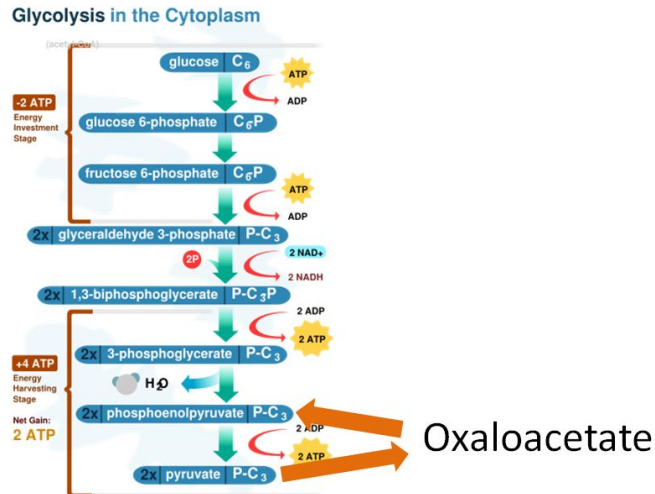 Glycolysis in the Cytoplasm
(acetyl-CoA)
glucose C6
ATP
ADP
-2 ATP
Energy
Investment
Stage
glucose 6-phosphate C6P
fructose 6-phosphate C6P
ATP
ADP
2x glyceraldehyde 3-phosphate P-C3
2P
2 NAD+
2 NADH
2x 1,3-biphosphoglycerate P-C3P
2 ADP
2 ATP
2x 3-phosphoglycerate P-C3
+4 ATP
Energy
Harvesting
Stage
H2O
Net Gain:
2 ATP
2x phosphoenolpyruvate P-C3
2 ADP
2 ATP
Oxaloacetate
2x pyruvate P-C3